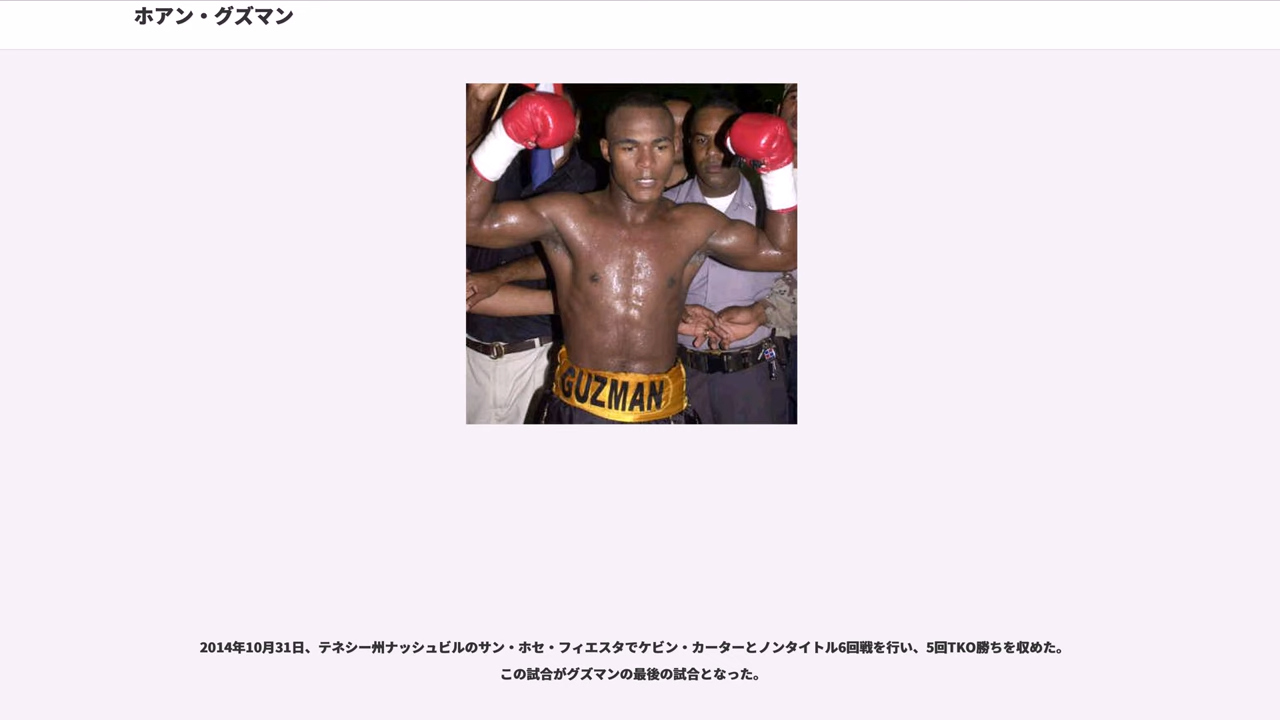 ホアン・グズマン
GUZMAN
2014年10月31日、テネシー州ナッシュビルのサン・ホセ・フィエスタでケビン・カーターとノンタイトル6回戦を行い、5回TKO勝ちを収めた。
この試合がグズマンの最後の試合となった。